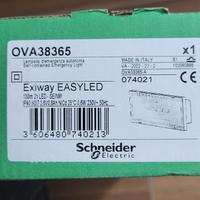 OVA38365
x1
Lampada d'emergenza autonoma
Self-contained Emergency Light
MADE IN ITALY
OVA38365-A
074021
Exiway EASYLED
3 606480 740213
Schneider
Electric